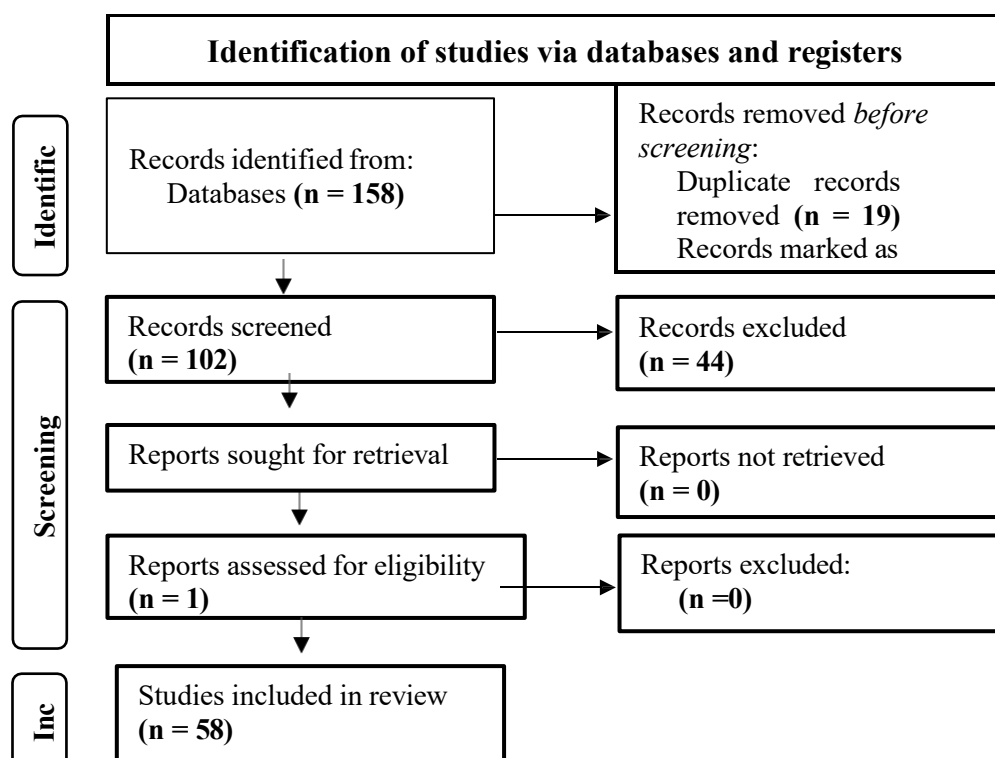 Identification of studies via databases and registers
Identific
Records identified from:
Databases (n = 158)
Records removed before
screening:
Duplicate records
removed (n = 19)
Records marked as
Screening
Records screened
(n = 102)
Records excluded
(n = 44)
Reports sought for retrieval
Reports not retrieved
(n = 0)
Reports assessed for eligibility
(n = 1)
Reports excluded:
(n =0)
Inc
Studies included in review
(n = 58)